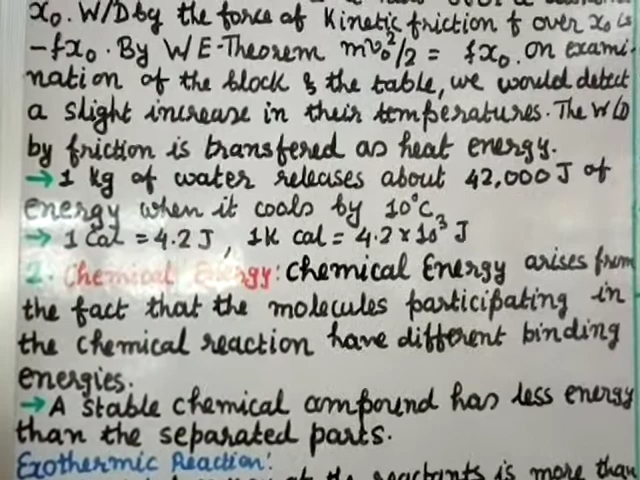 x₀. W/D by the force of Kinetic friction f over x₀ is
-fx₀. By WE-Theorem mv₀²/2 = fx₀. On exami-
nation of the block & the table, we would detect
a slight increase in their temperatures. The W/D
by friction is transfered as heat energy.
→ 1 kg of water releases about 42,000 J of
energy when it cools by 10°C.
→ 1 Cal = 4.2 J, 1K cal = 4.2 x 10³ J
2. Chemical Energy: Chemical Energy arises from
the fact that the molecules participating in
the chemical reaction have different binding
energies.
→ A stable chemical compound has less energy
than the separated parts.
Exothermic Reaction:
the reactants is more than